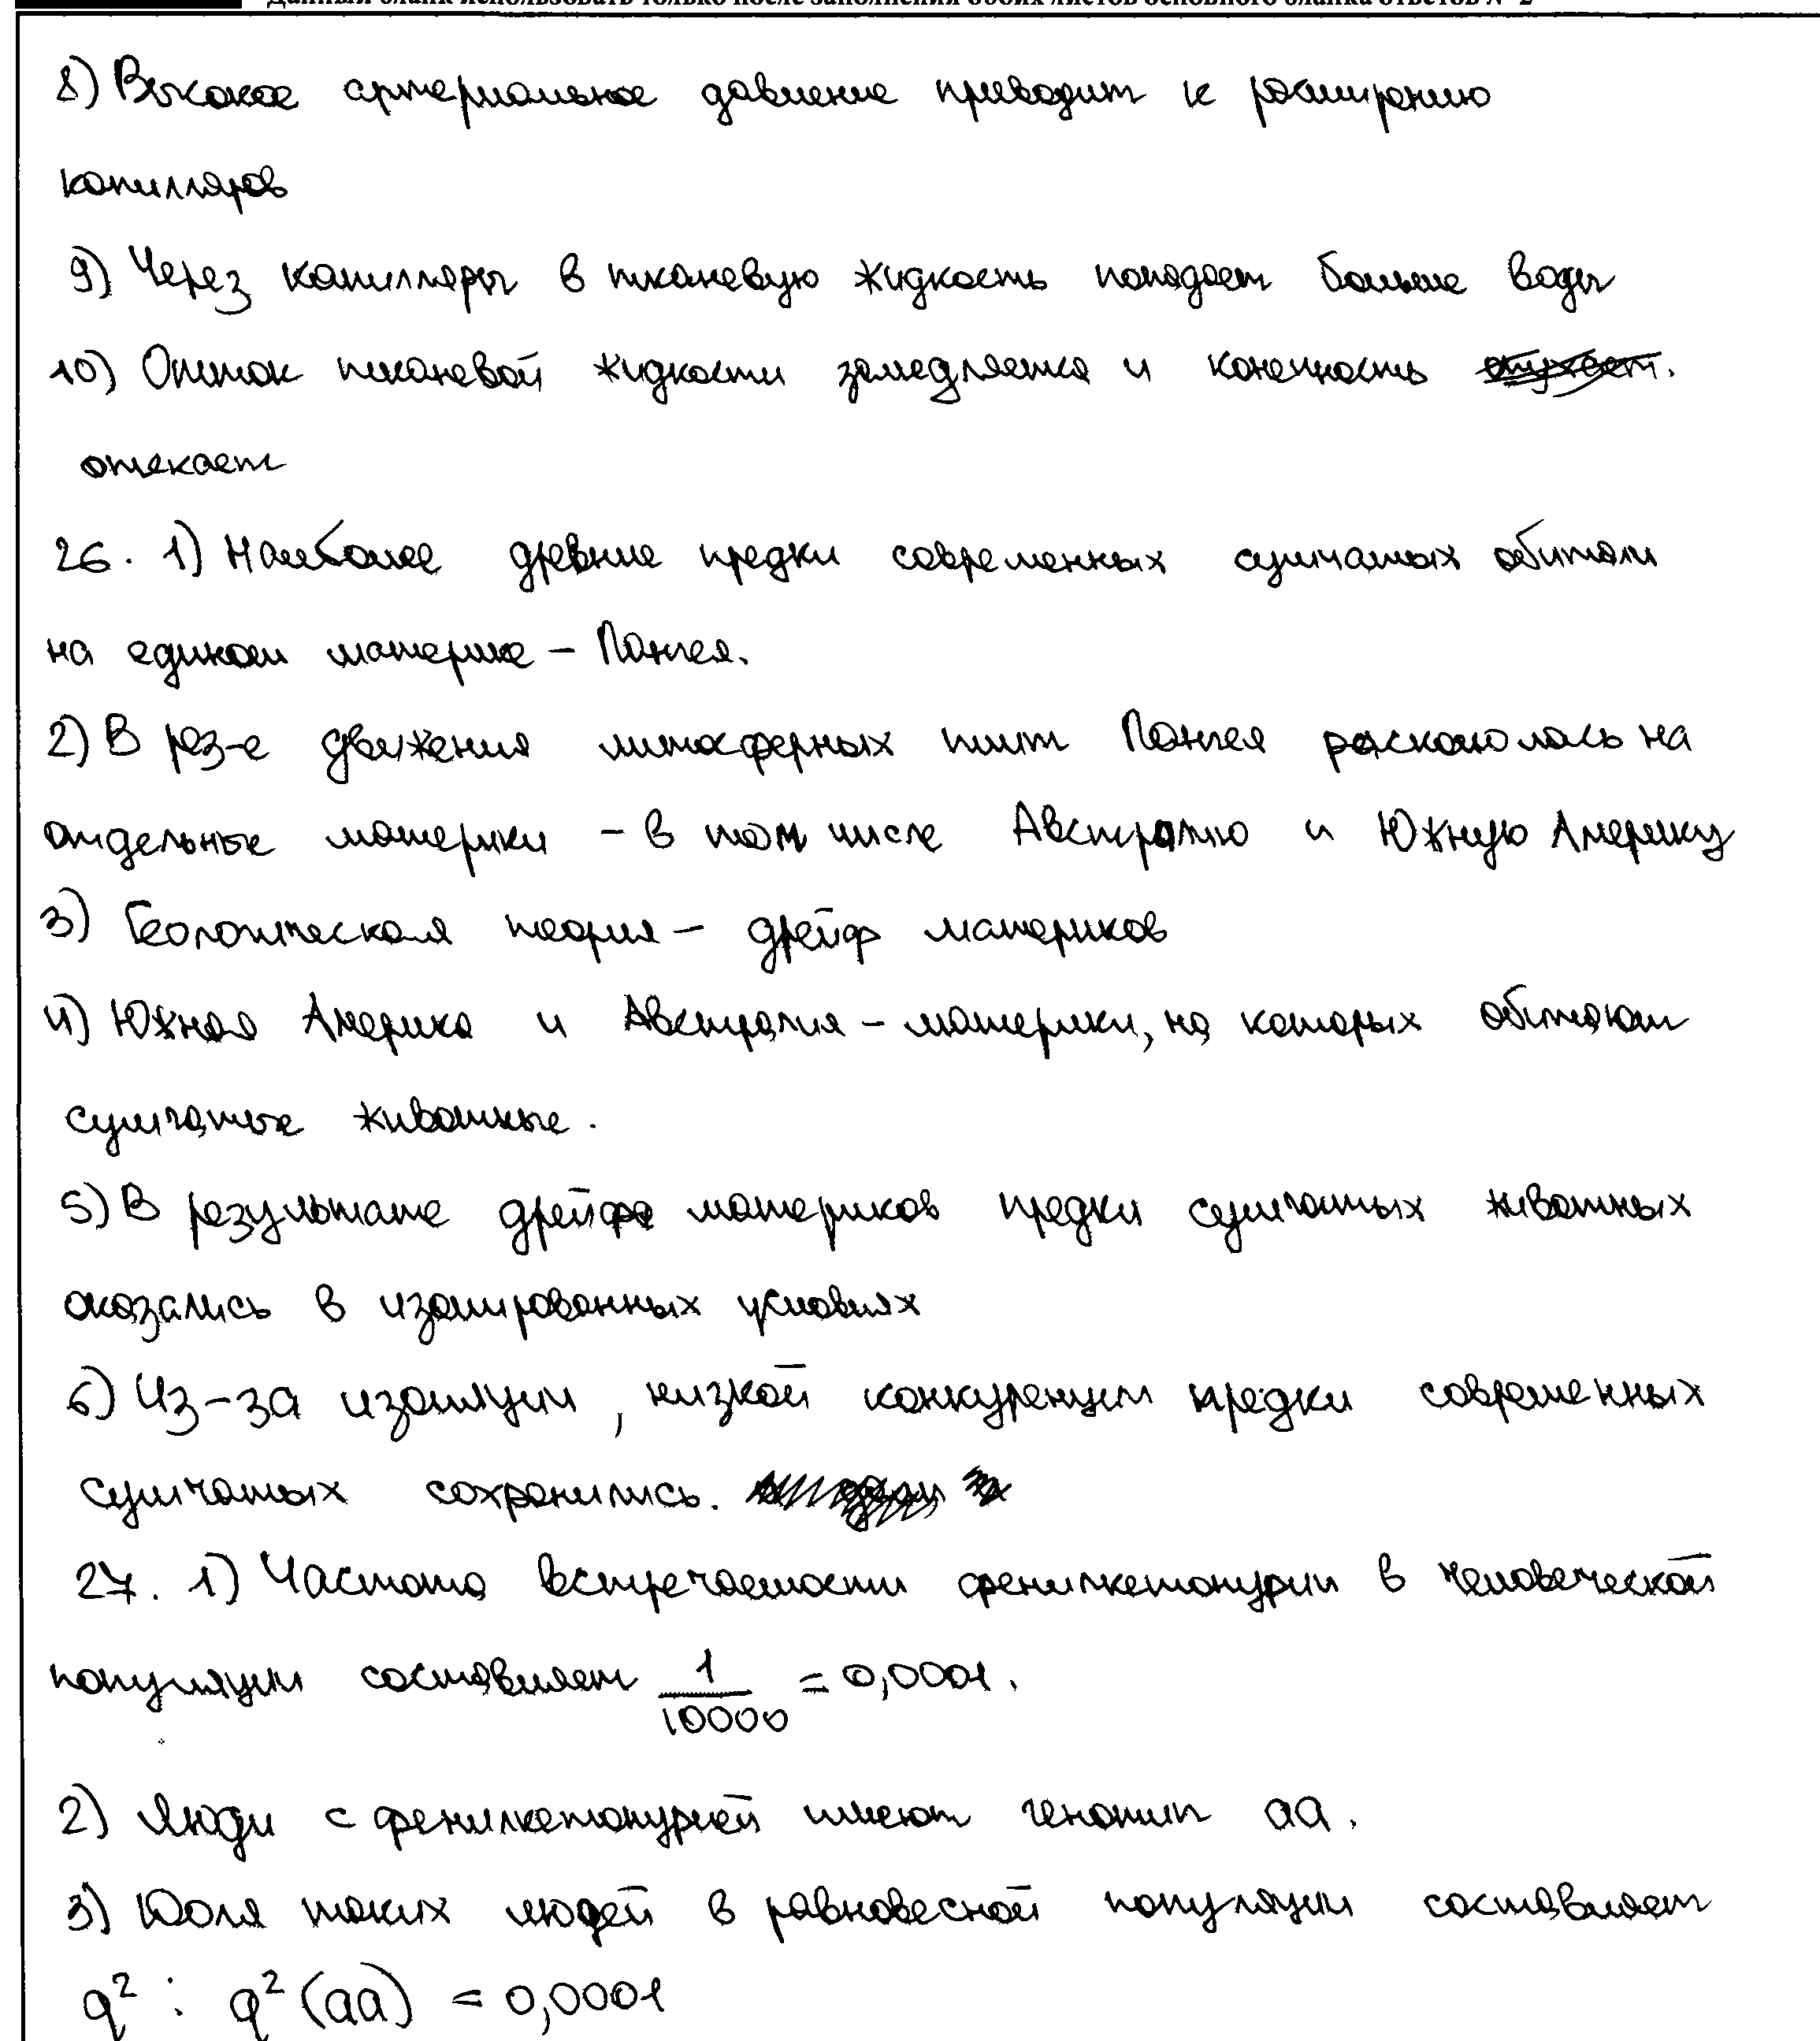 Данный бланк использовать только после заполнения обоих листов основного бланка ответов № 2
8) Высокое артериальное давление приводит к расширению
капилляров
9) Через капилляры в тканевую жидкость попадает больше воды
10) Отток тканевой жидкости замедляется и конечность опухает.
отекает
26. 1) Наиболее древние предки современных сумчатых обитали
на едином материке – Пангея.
2) В рез-е движения литосферных плит Пангея раскололась на
отдельные материки – в том числе Австралию и Южную Америку
3) Геологическая теория – дрейф материков
4) Южная Америка и Австралия – материки, на которых обитают
сумчатые животные.
5) В результате дрейфа материков предки сумчатых животных
оказались в изолированных условиях
6) Из-за изоляции, низкой конкуренции предки современных
сумчатых сохранились.
27. 1) Частота встречаемости фенилкетонурии в человеческой
популяции составляет 1/10000 = 0,0001.
2) Люди с фенилкетонурией имеют генотип aa.
3) Доля таких людей в равновесной популяции составляет
q² : q² (aa) = 0,0001